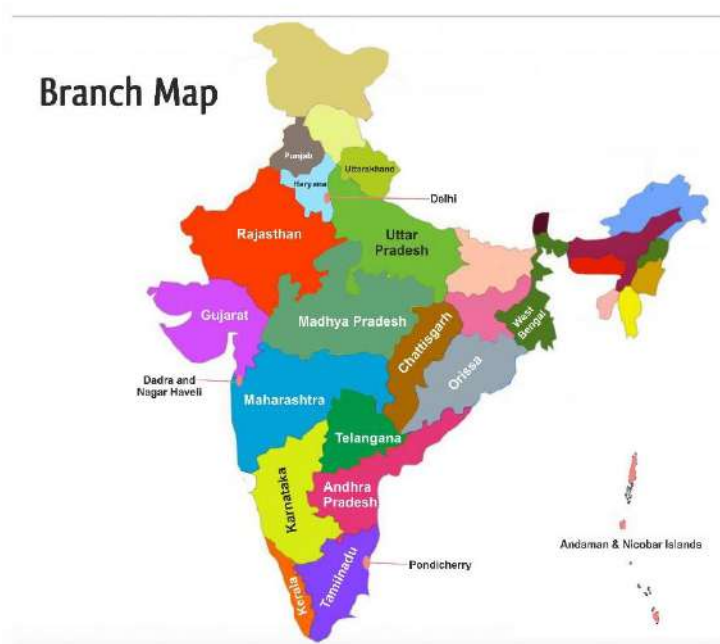 Branch Map
Punjab
Uttarakhand
Haryana
Delhi
Rajasthan
Uttar
Pradesh
Gujarat
Madhya Pradesh
Chattisgarh
West
Bengal
Orissa
Dadra and
Nagar Haveli
Maharashtra
Telangana
Karnataka
Andhra
Pradesh
Andaman & Nicobar Islands
Pondicherry
Kerala
Tamilnadu